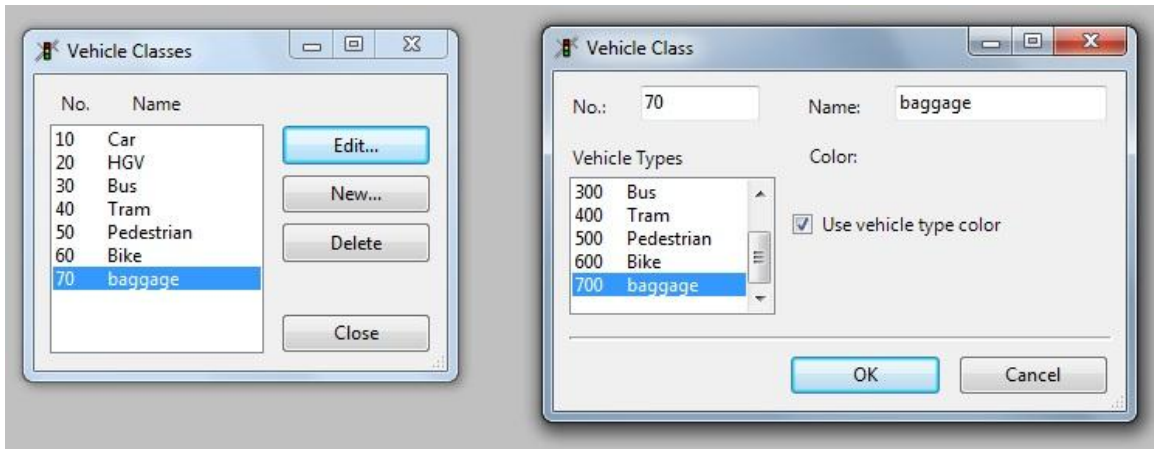 Vehicle Classes
No. Name
10 Car
20 HGV
30 Bus
40 Tram
50 Pedestrian
60 Bike
70 baggage
Edit...
New...
Delete
Close
Vehicle Class
No.: 70 Name: baggage
Vehicle Types Color:
300 Bus
400 Tram
500 Pedestrian
600 Bike
700 baggage
Use vehicle type color
OK Cancel